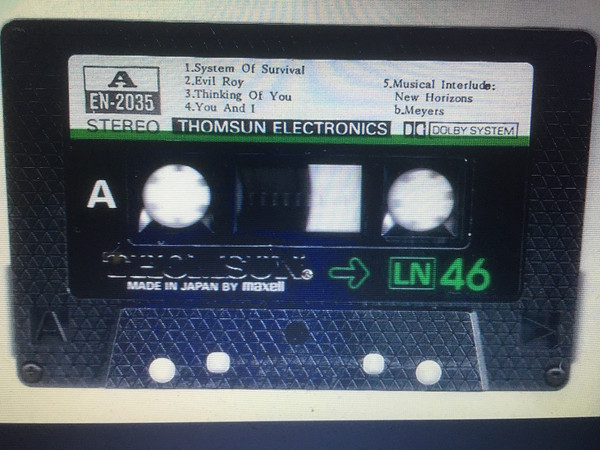 A
EN-2035
STEREO
1.System Of Survival
2.Evil Roy
3.Thinking Of You
4.You And I
5.Musical Interlude:
New Horizons
b.Meyers
THOMSUN ELECTRONICS
DOLBY SYSTEM
A
THOMSUN®
MADE IN JAPAN BY maxell
LN 46
A